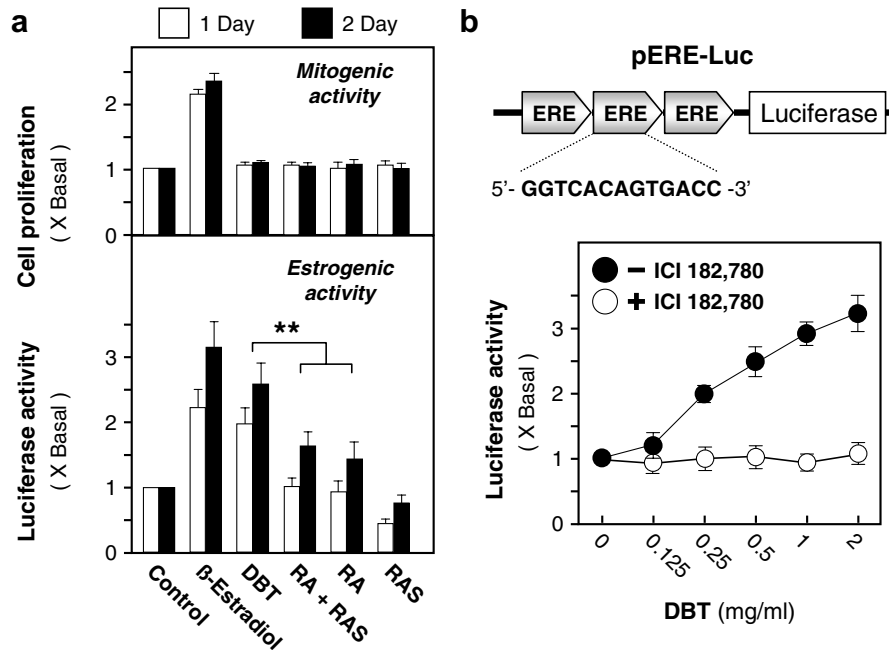 a
1 Day
2 Day
Mitogenic
activity
Cell proliferation
( X Basal )
2
1
0
Estrogenic
activity
**
Luciferase activity
( X Basal )
3
2
1
0
Control
ß-Estradiol
DBT
RA + RAS
RA
RAS
b
pERE-Luc
ERE
ERE
ERE
Luciferase
5'- GGTCACAGTGACC -3'
− ICI 182,780
+ ICI 182,780
Luciferase activity
( X Basal )
3
2
1
0
0
0.125
0.25
0.5
1
2
DBT (mg/ml)